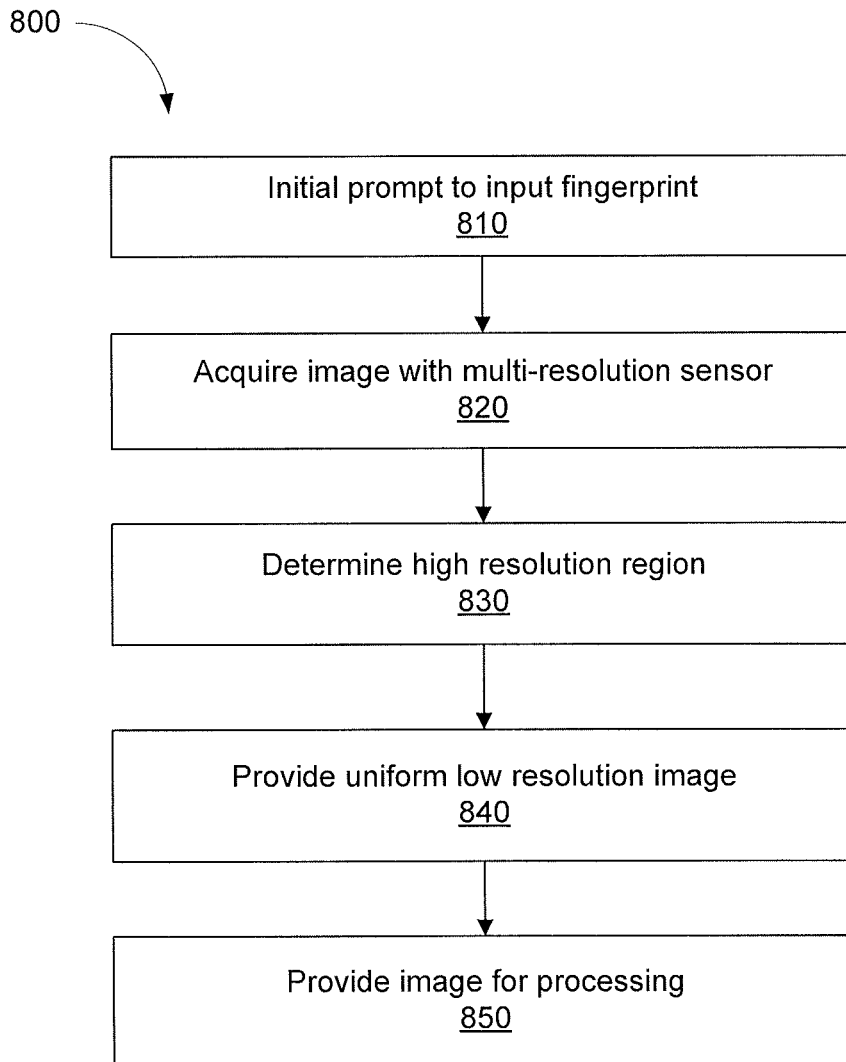 800
Initial prompt to input fingerprint
810
Acquire image with multi-resolution sensor
820
Determine high resolution region
830
Provide uniform low resolution image
840
Provide image for processing
850